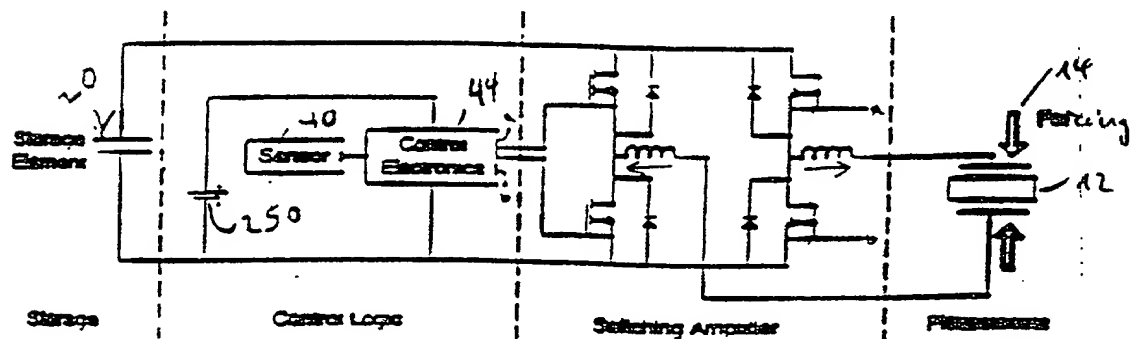 20
44
14
Forcing
40
Storage
Element
Sensor
Control
Electronics
12
250
Storage
Control Logic
Switching Amplifier